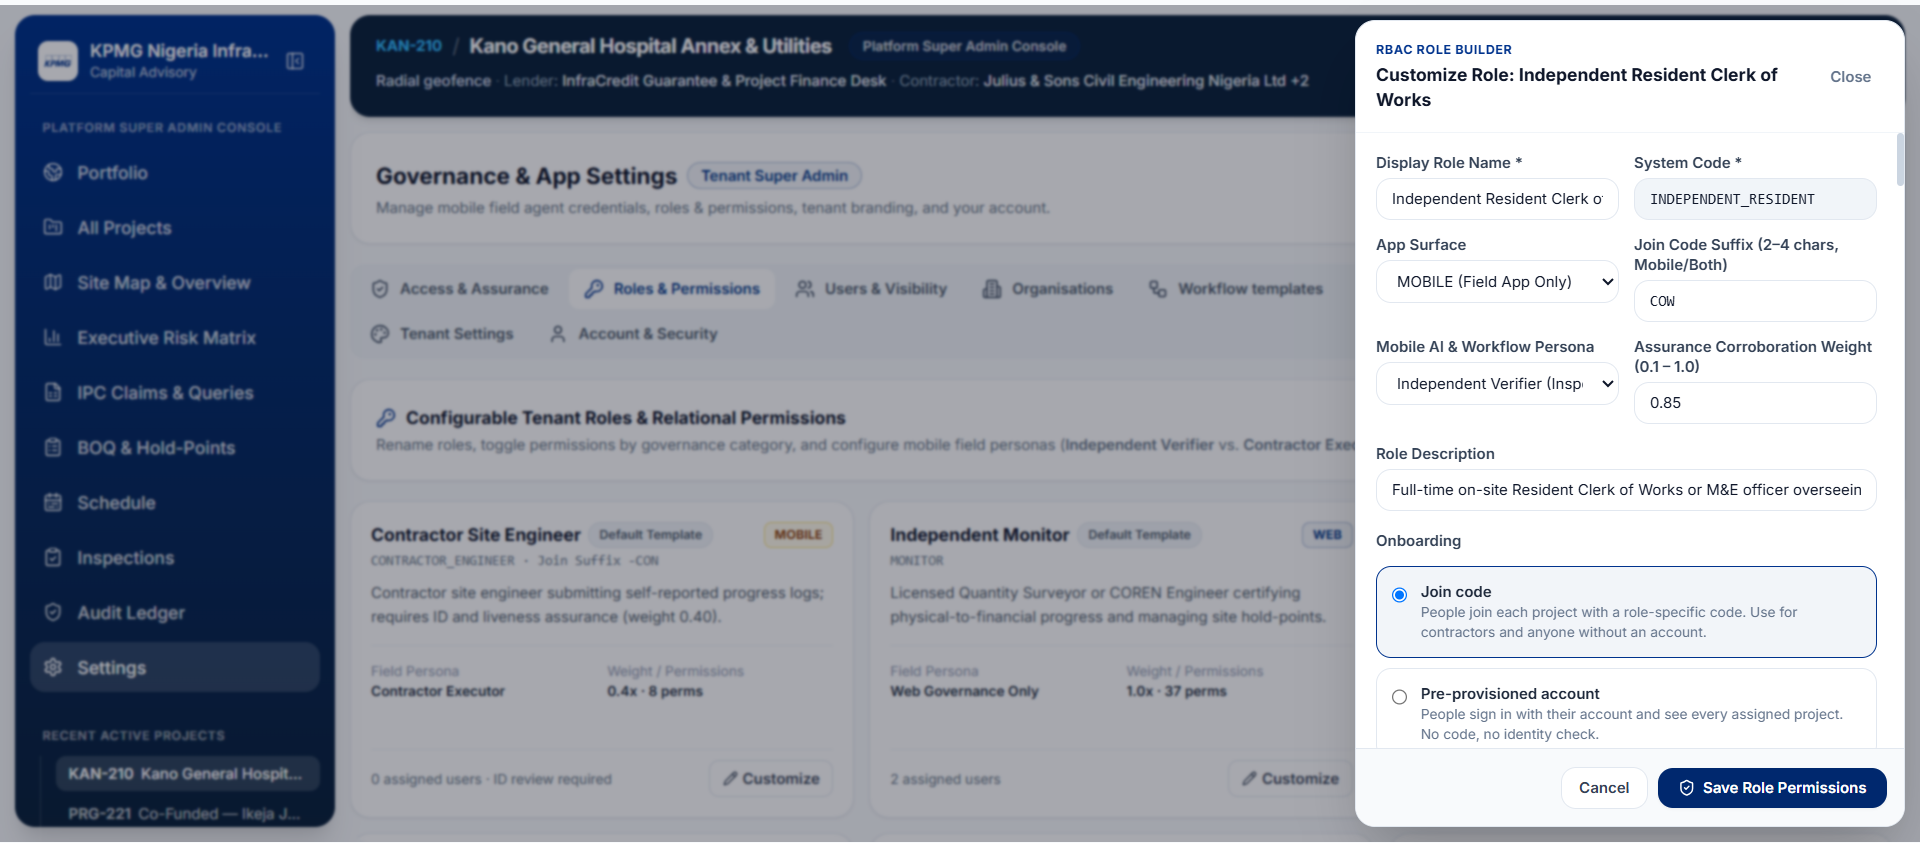 KPMG
KPMG Nigeria Infra...
Capital Advisory
PLATFORM SUPER ADMIN CONSOLE
Portfolio
All Projects
Site Map & Overview
Executive Risk Matrix
IPC Claims & Queries
BOQ & Hold-Points
Schedule
Inspections
Audit Ledger
Settings
RECENT ACTIVE PROJECTS
KAN-210 Kano General Hospit...
PRG-221 Co-Funded — Ikeja J...
KAN-210 / Kano General Hospital Annex & Utilities Platform Super Admin Console
Radial geofence · Lender: InfraCredit Guarantee & Project Finance Desk · Contractor: Julius & Sons Civil Engineering Nigeria Ltd +2
Governance & App Settings Tenant Super Admin
Manage mobile field agent credentials, roles & permissions, tenant branding, and your account.
Access & Assurance Roles & Permissions Users & Visibility Organisations Workflow templates
Tenant Settings Account & Security
Configurable Tenant Roles & Relational Permissions
Rename roles, toggle permissions by governance category, and configure mobile field personas (Independent Verifier vs. Contractor Exec
Contractor Site Engineer Default Template MOBILE
CONTRACTOR_ENGINEER · Join Suffix -CON
Contractor site engineer submitting self-reported progress logs;
requires ID and liveness assurance (weight 0.40).
Field Persona Weight / Permissions
Contractor Executor 0.4x · 8 perms
0 assigned users · ID review required Customize
Independent Monitor Default Template WEB
MONITOR
Licensed Quantity Surveyor or COREN Engineer certifying
physical-to-financial progress and managing site hold-points.
Field Persona Weight / Permissions
Web Governance Only 1.0x · 37 perms
2 assigned users Customize
RBAC ROLE BUILDER
Customize Role: Independent Resident Clerk of
Works
Close
Display Role Name * System Code *
Independent Resident Clerk o INDEPENDENT_RESIDENT
App Surface Join Code Suffix (2–4 chars,
Mobile/Both)
MOBILE (Field App Only) COW
Mobile AI & Workflow Persona Assurance Corroboration Weight
(0.1 – 1.0)
Independent Verifier (Inspe 0.85
Role Description
Full-time on-site Resident Clerk of Works or M&E officer overseein
Onboarding
Join code
People join each project with a role-specific code. Use for
contractors and anyone without an account.
Pre-provisioned account
People sign in with their account and see every assigned project.
No code, no identity check.
Cancel Save Role Permissions